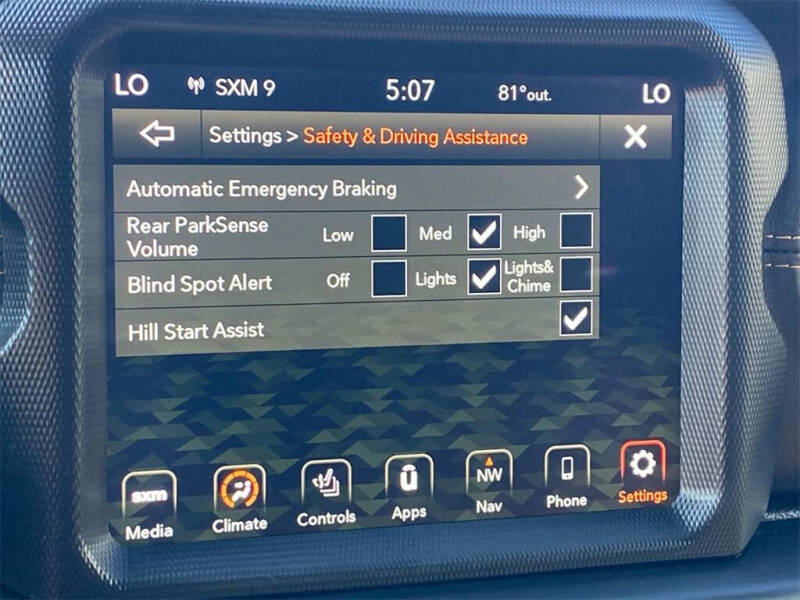 LO SXM 9 5:07 81°out. LO
Settings > Safety & Driving Assistance
Automatic Emergency Braking
Rear ParkSense
Volume
Low Med High
Blind Spot Alert Off Lights Lights&
Chime
Hill Start Assist
sxm û NW
Media Climate Controls Apps Nav Phone Settings